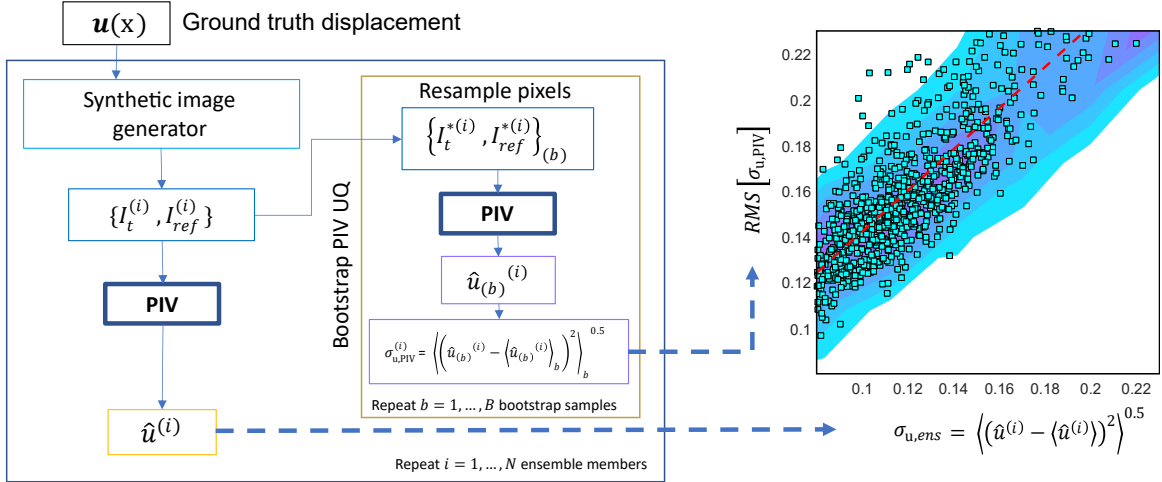 𝒖(x)
Ground truth displacement
Synthetic image
generator
{I_t^(i) , I_ref^(i)}
PIV
û^(i)
Repeat i = 1, … , N ensemble members
Bootstrap PIV UQ
Resample pixels
{I_t^*(i) , I_ref^*(i)}_(b)
PIV
û_(b)^(i)
σ_u,PIV^(i) = ⟨(û_(b)^(i) − ⟨û_(b)^(i)⟩_b)^2⟩_b^0.5
Repeat b = 1, … , B bootstrap samples
RMS [σ_u,PIV]
0.22
0.2
0.18
0.16
0.14
0.12
0.1
0.1 0.12 0.14 0.16 0.18 0.2 0.22
σ_u,ens = ⟨(û^(i) − ⟨û^(i)⟩)^2⟩^0.5